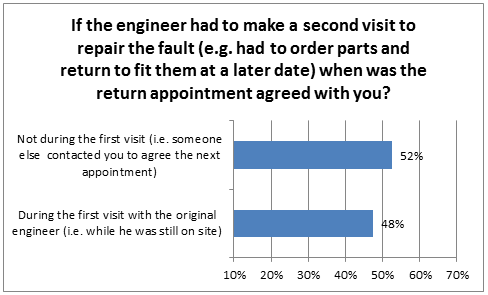 If the engineer had to make a second visit to
repair the fault (e.g. had to order parts and
return to fit them at a later date) when was the
return appointment agreed with you?
Not during the first visit (i.e. someone
else  contacted you to agree the next
appointment)
52%
During the first visit with the original
engineer (i.e. while he was still on site)
48%
10% 20% 30% 40% 50% 60% 70%